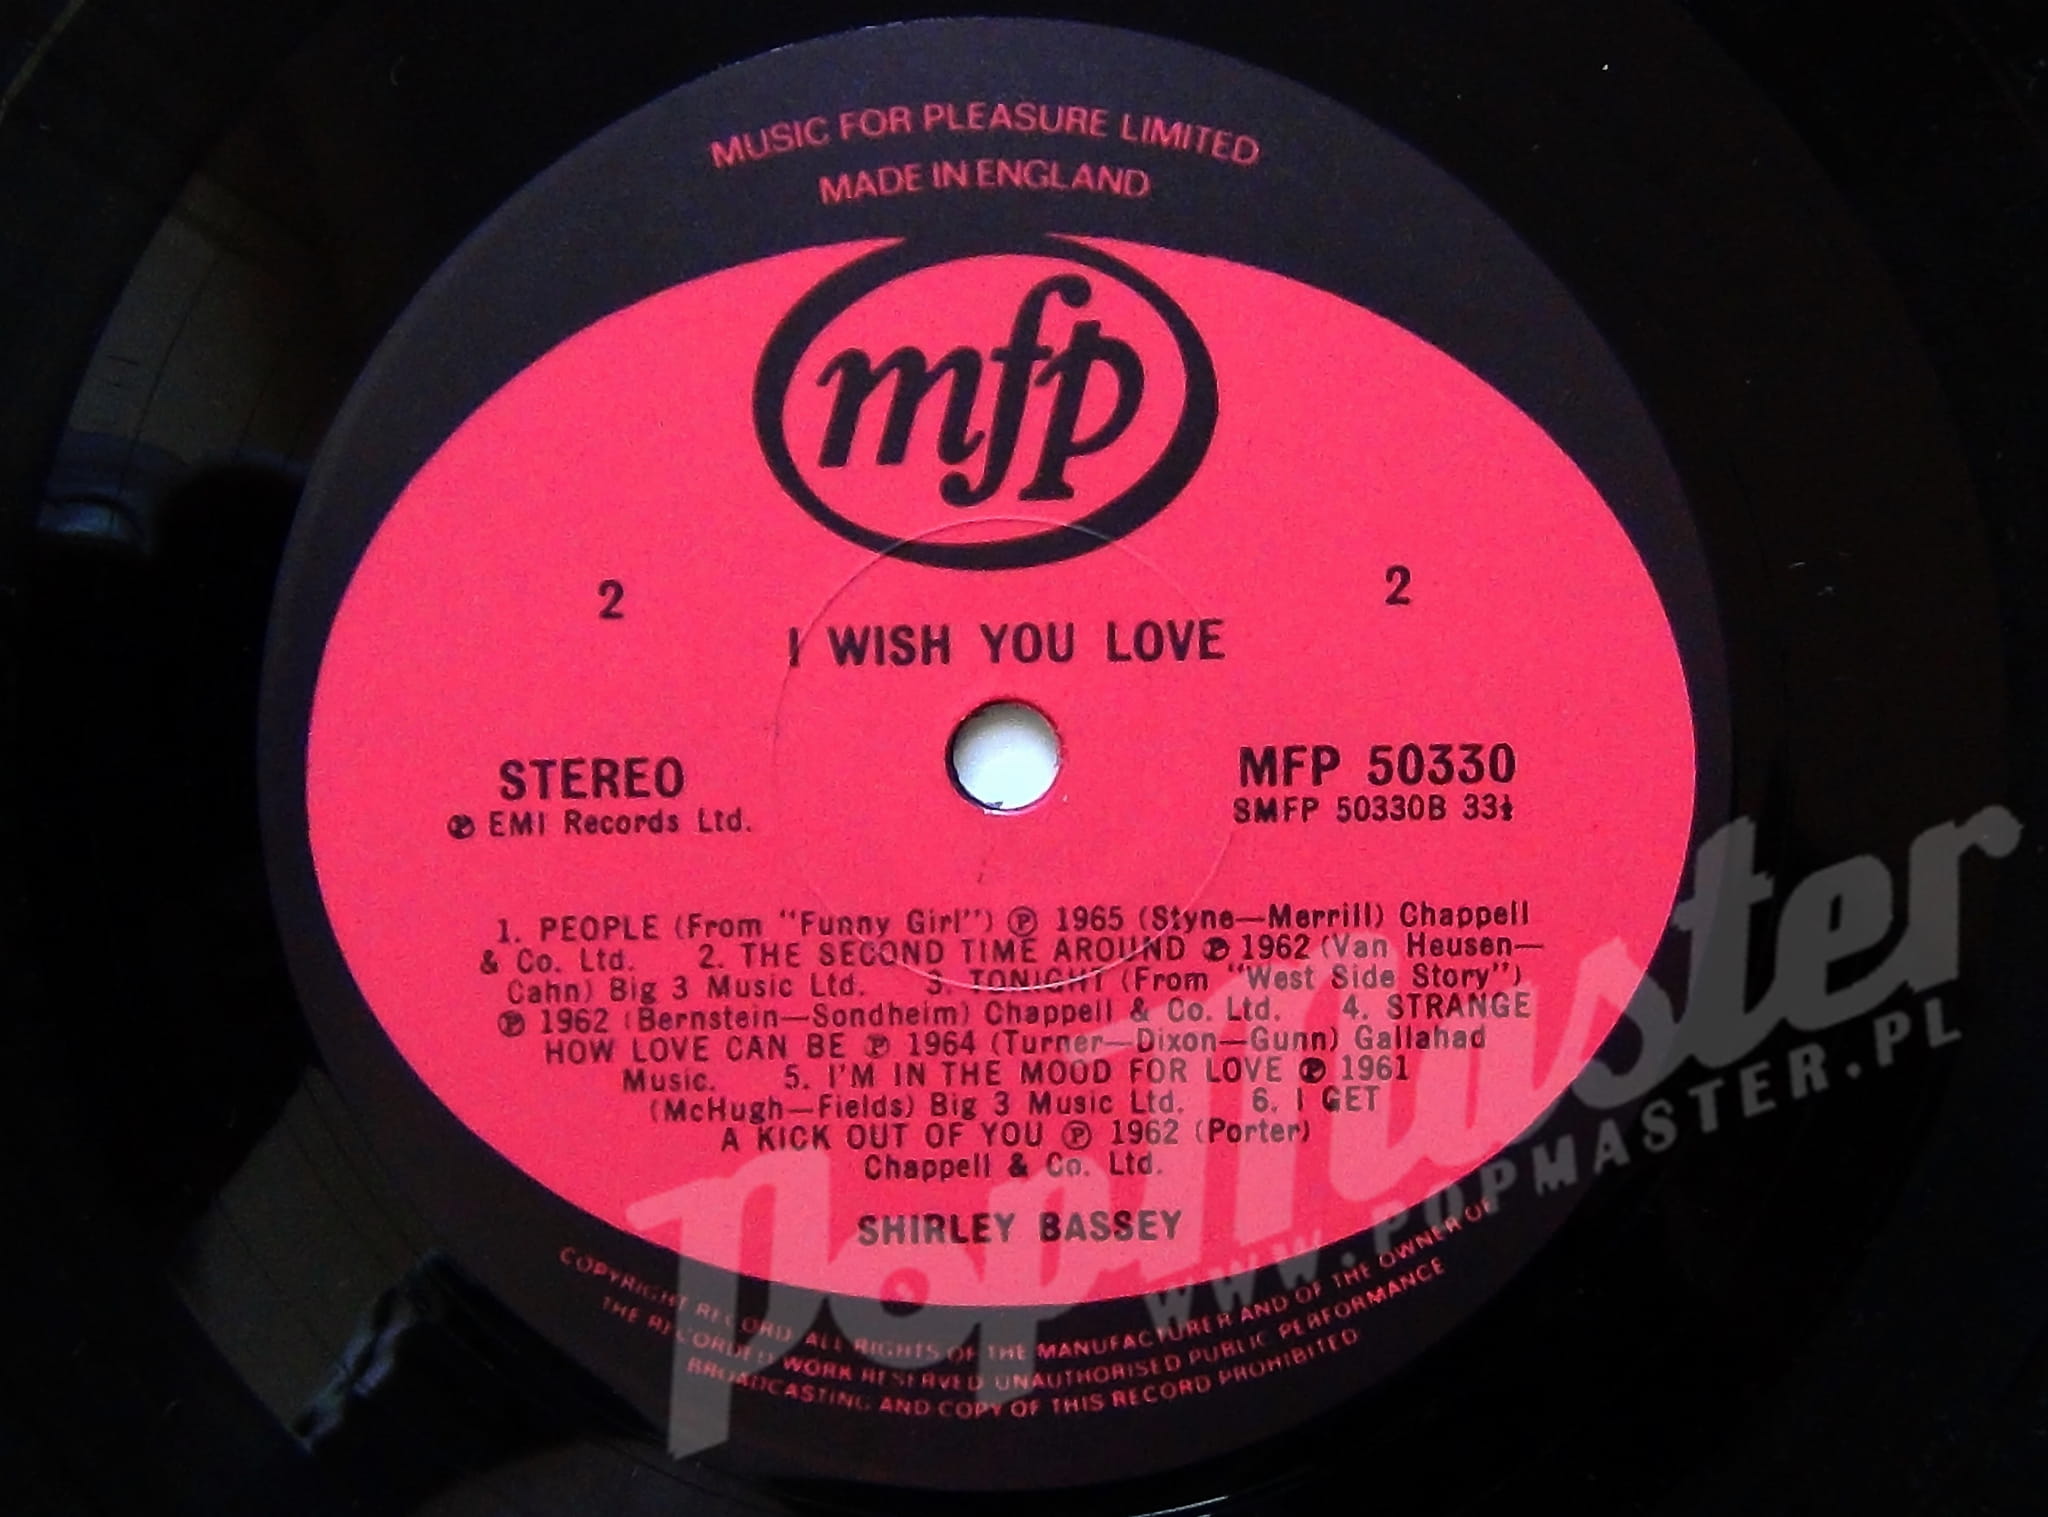 MUSIC FOR PLEASURE LIMITED
MADE IN ENGLAND
mfp
2
2
I WISH YOU LOVE
STEREO
℗ EMI Records Ltd.
MFP 50330
SMFP 50330B 33⅓
1. PEOPLE (From "Funny Girl") ℗ 1965 (Styne—Merrill) Chappell
& Co. Ltd. 2. THE SECOND TIME AROUND ℗ 1962 (Van Heusen—
Cahn) Big 3 Music Ltd. 3. TONIGHT (From "West Side Story")
℗ 1962 (Bernstein—Sondheim) Chappell & Co. Ltd. 4. STRANGE
HOW LOVE CAN BE ℗ 1964 (Turner—Dixon—Gunn) Gallahad
Music. 5. I'M IN THE MOOD FOR LOVE ℗ 1961
(McHugh—Fields) Big 3 Music Ltd. 6. I GET
A KICK OUT OF YOU ℗ 1962 (Porter)
Chappell & Co. Ltd.
SHIRLEY BASSEY
COPYRIGHT RECORD. ALL RIGHTS OF THE MANUFACTURER AND OF THE OWNER OF
THE RECORDED WORK RESERVED UNAUTHORISED PUBLIC PERFORMANCE
BROADCASTING AND COPY OF THIS RECORD PROHIBITED
PopMaster
WWW.POPMASTER.PL